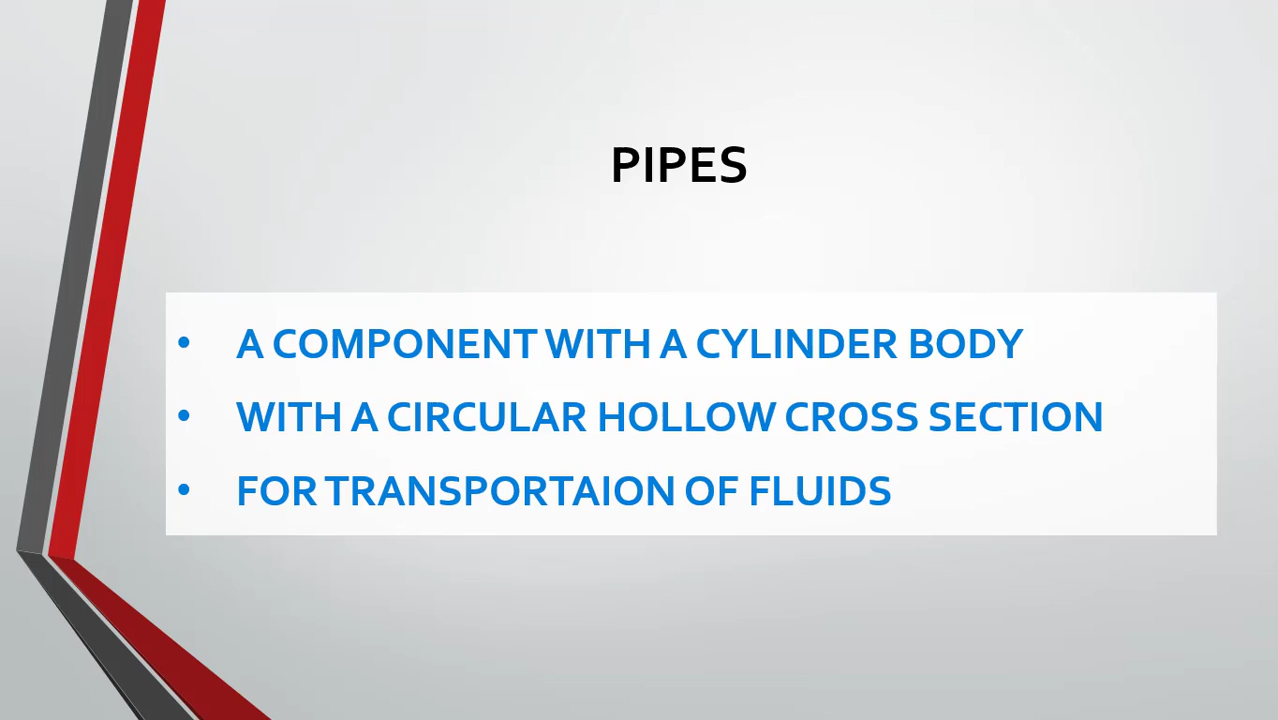 PIPES
• A COMPONENT WITH A CYLINDER BODY
• WITH A CIRCULAR HOLLOW CROSS SECTION
• FOR TRANSPORTAION OF FLUIDS